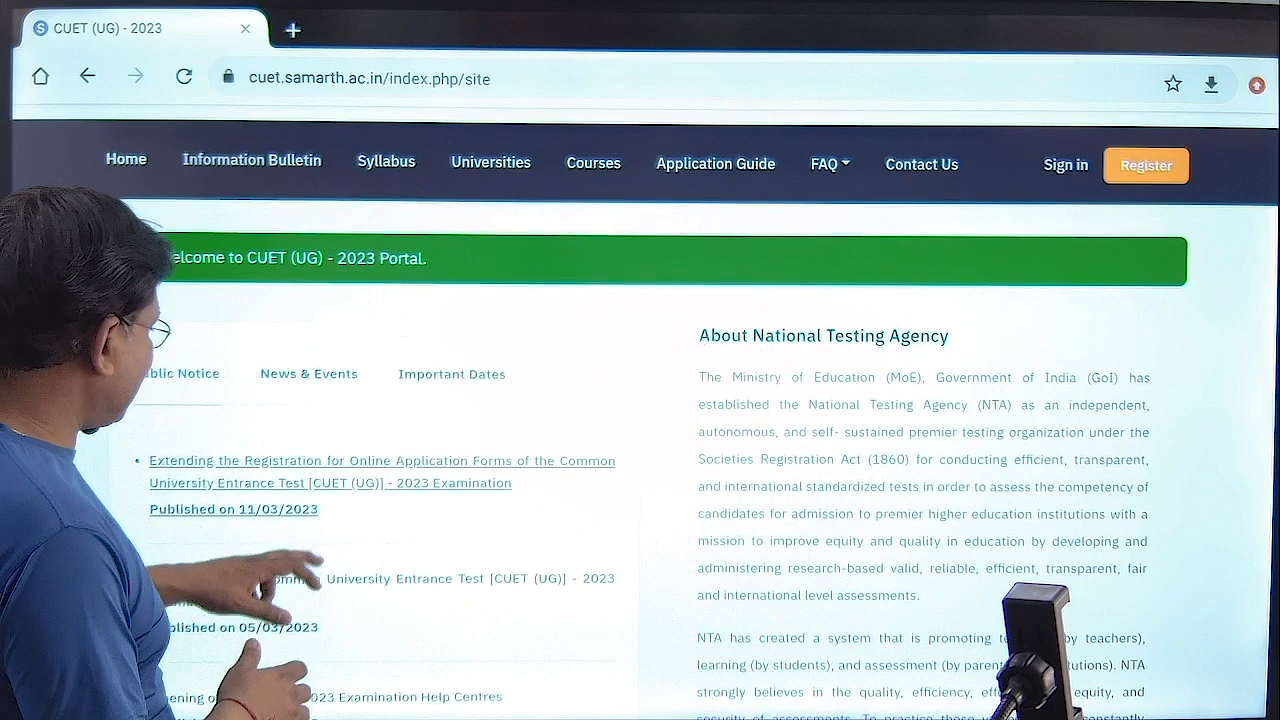 CUET (UG) - 2023
cuet.samarth.ac.in/index.php/site
Home Information Bulletin Syllabus Universities Courses Application Guide FAQ Contact Us Sign in Register
elcome to CUET (UG) - 2023 Portal.
blic Notice News & Events Important Dates
Extending the Registration for Online Application Forms of the Common
University Entrance Test [CUET (UG)] - 2023 Examination
Published on 11/03/2023
University Entrance Test [CUET (UG)] - 2023
blished on 05/03/2023
023 Examination Help Centres
About National Testing Agency
The Ministry of Education (MoE), Government of India (GoI) has
established the National Testing Agency (NTA) as an independent,
autonomous, and self- sustained premier testing organization under the
Societies Registration Act (1860) for conducting efficient, transparent,
and international standardized tests in order to assess the competency of
candidates for admission to premier higher education institutions with a
mission to improve equity and quality in education by developing and
administering research-based valid, reliable, efficient, transparent, fair
and international level assessments.
NTA has created a system that is promoting by teachers),
learning (by students), and assessment (by NTA
strongly believes in the quality, efficiency, equity, and
security of assessments. To practice these constantly